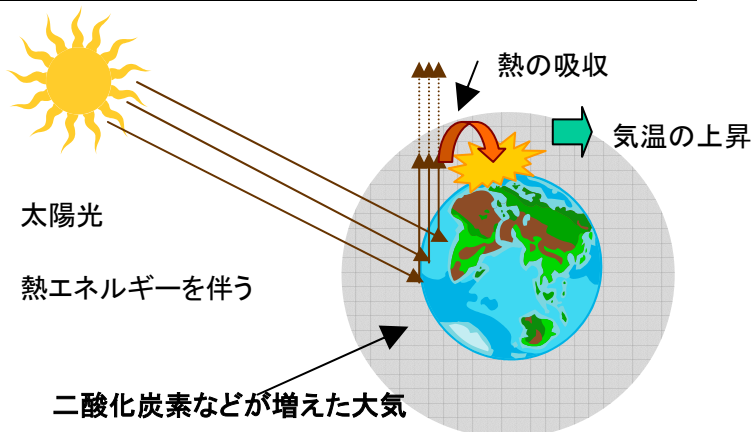 熱の吸収
気温の上昇
太陽光
熱エネルギーを伴う
二酸化炭素などが増えた大気